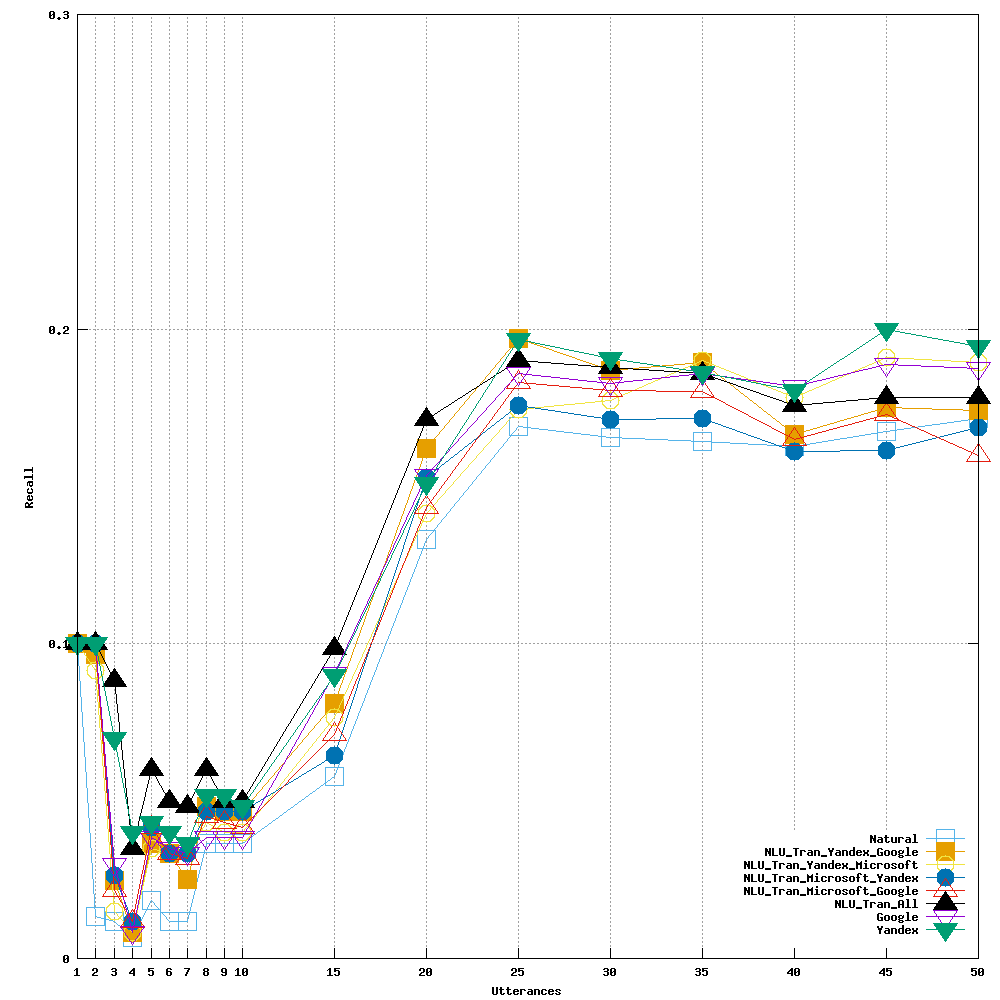 0.3
0.2
0.1
0
Recall
1 2 3 4 5 6 7 8 9 10 15 20 25 30 35 40 45 50
Utterances
Natural
NLU_Tran_Yandex_Google
NLU_Tran_Yandex_Microsoft
NLU_Tran_Microsoft_Yandex
NLU_Tran_Microsoft_Google
NLU_Tran_All
Google
Yandex